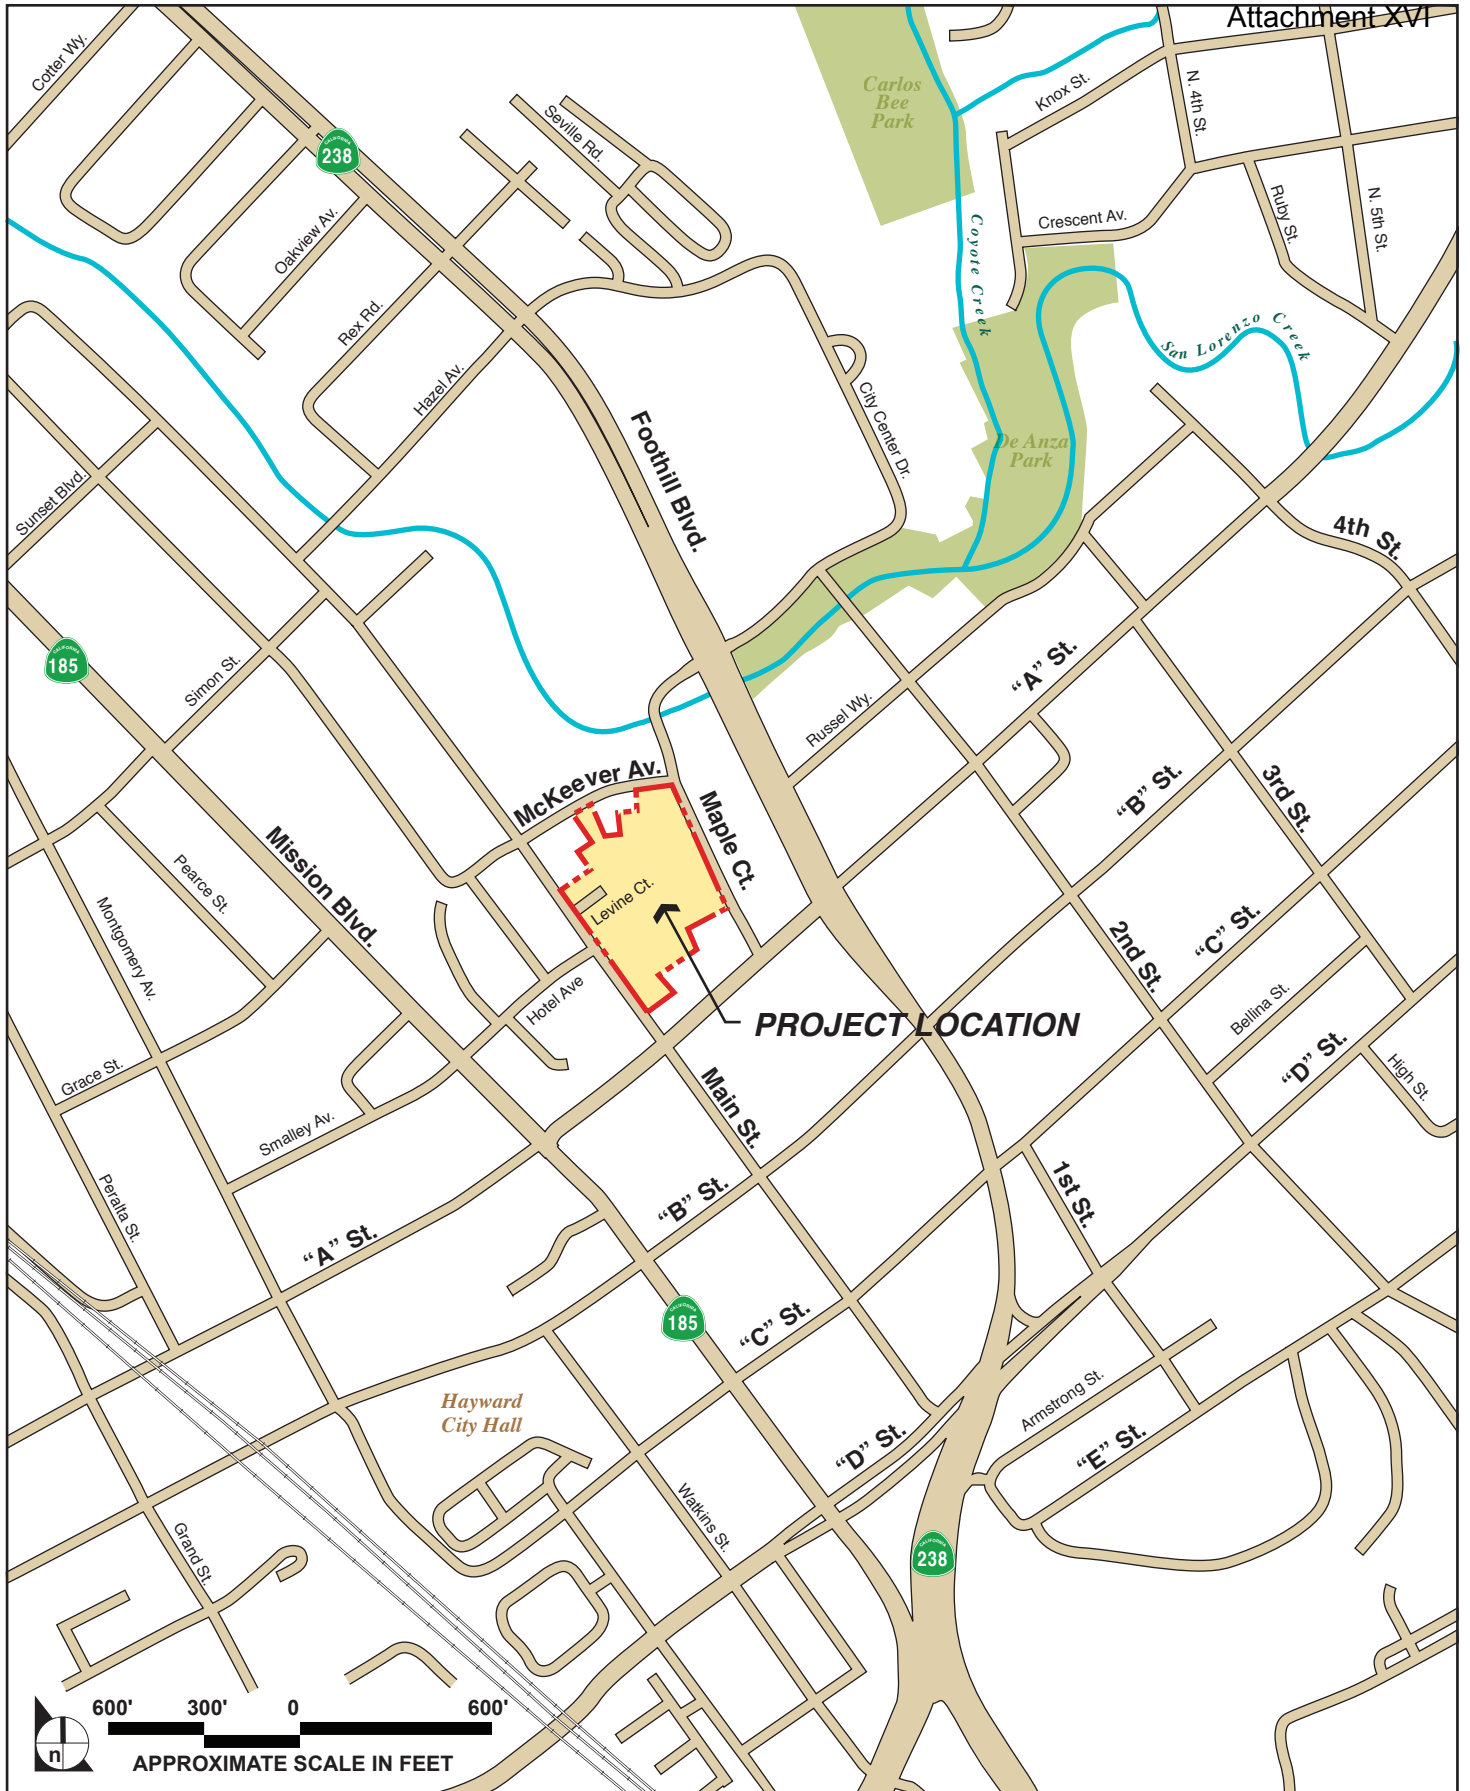 Attachment XVI
Cotter Wy.
CALIFORNIA
238
Seville Rd.
Carlos
Bee
Park
Knox St.
N. 4th St.
Ruby St.
N. 5th St.
Crescent Av.
Coyote Creek
San Lorenzo Creek
Oakview Av.
Rex Rd.
Hazel Av.
City Center Dr.
De Anza
Park
Foothill Blvd.
Sunset Blvd.
4th St.
CALIFORNIA
185
Simon St.
Russel Wy.
“A” St.
“B” St.
3rd St.
McKeever Av.
Maple Ct.
Mission Blvd.
Pearce St.
Levine Ct.
Montgomery Av.
2nd St.
“C” St.
Hotel Ave
PROJECT LOCATION
Bellina St.
“D” St.
High St.
Grace St.
Smalley Av.
Main St.
Peralta St.
“A” St.
“B” St.
1st St.
CALIFORNIA
185
“C” St.
Hayward
City Hall
Armstrong St.
“D” St.
“E” St.
Watkins St.
Grand St.
CALIFORNIA
238
600' 300' 0 600'
n
APPROXIMATE SCALE IN FEET